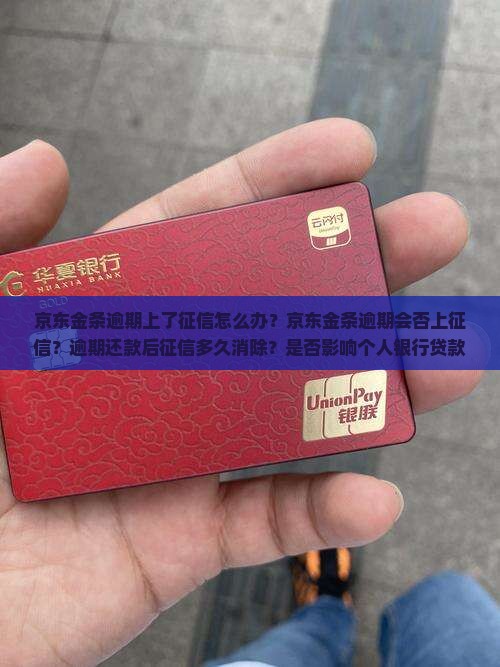 云闪付
UnionPay
华夏银行
HUAXIA BANK
GOLD
京东金条逾期上了征信怎么办?京东金条逾期会否上征
信?逾期还款后征信多久消除?是否影响个人银行贷款
UnionPay
银联